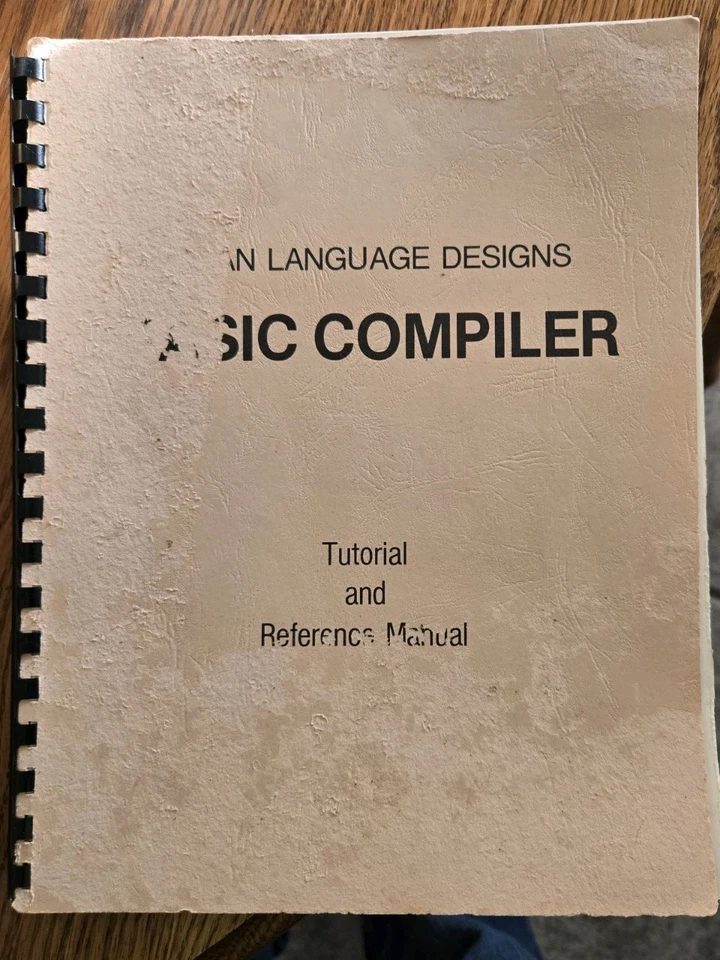 LANGUAGE DESIGNS
COMPILER
Tutorial
and
Reference Manual